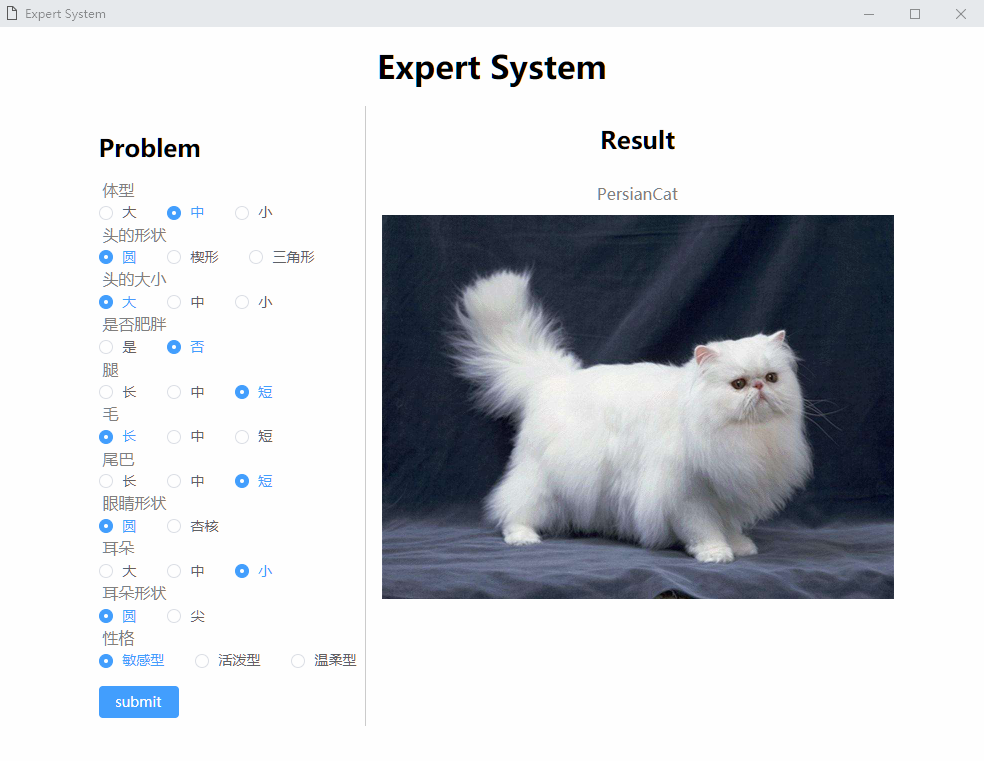 Expert System
Expert System
Problem
体型
大 中 小
头的形状
圆 楔形 三角形
头的大小
大 中 小
是否肥胖
是 否
腿
长 中 短
毛
长 中 短
尾巴
长 中 短
眼睛形状
圆 杏核
耳朵
大 中 小
耳朵形状
圆 尖
性格
敏感型 活泼型 温柔型
submit
Result
PersianCat